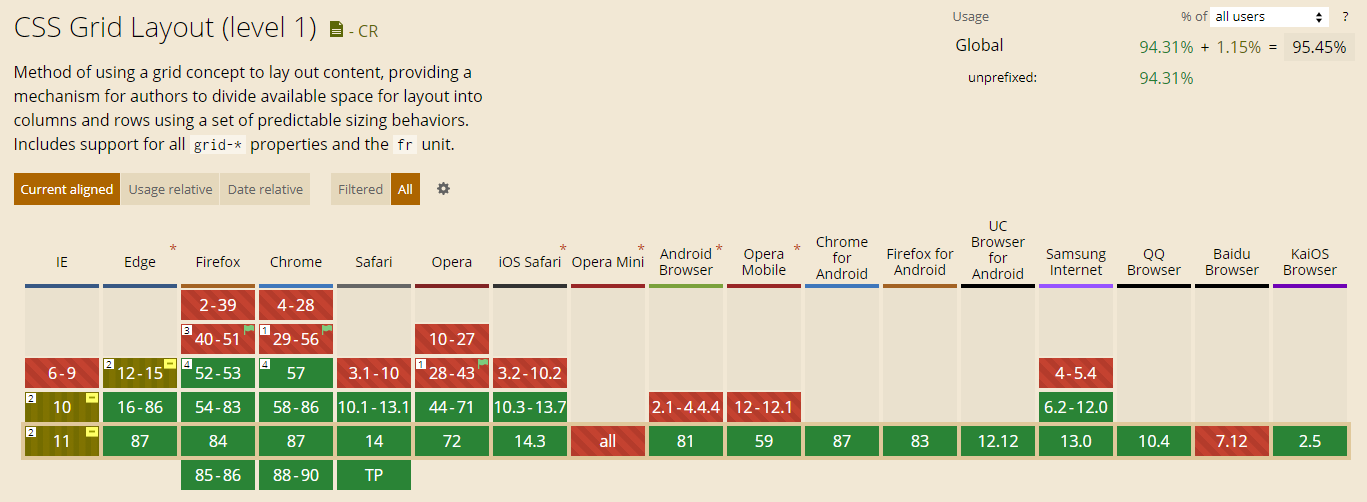 CSS Grid Layout (level 1) - CR
Usage % of all users ?
Global 94.31% + 1.15% = 95.45%
unprefixed: 94.31%
Method of using a grid concept to lay out content, providing a
mechanism for authors to divide available space for layout into
columns and rows using a set of predictable sizing behaviors.
Includes support for all grid-* properties and the fr unit.
Current aligned Usage relative Date relative Filtered All
IE Edge * Firefox Chrome Safari Opera iOS Safari * Opera Mini * Android Browser * Opera Mobile * Chrome for Android Firefox for Android UC Browser for Android Samsung Internet QQ Browser Baidu Browser KaiOS Browser
2-39 4-28
3 40-51 1 29-56 10-27
6-9 2 12-15 4 52-53 4 57 3.1-10 1 28-43 3.2-10.2 4-5.4
2 10 16-86 54-83 58-86 10.1-13.1 44-71 10.3-13.7 2.1-4.4.4 12-12.1 6.2-12.0
2 11 87 84 87 14 72 14.3 all 81 59 87 83 12.12 13.0 10.4 7.12 2.5
85-86 88-90 TP